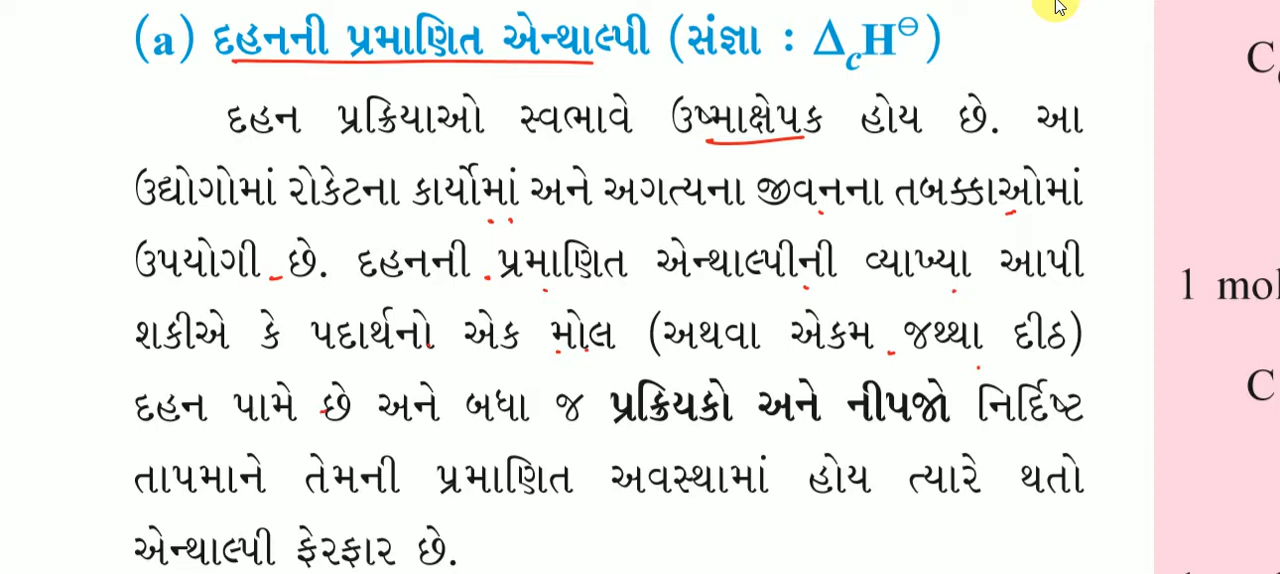 (a) દહનની પ્રમાણિત એન્થાલ્પી (સંજ્ઞા : Δ꜀H⊖)
દહન પ્રક્રિયાઓ સ્વભાવે ઉષ્માક્ષેપક હોય છે. આ
ઉદ્યોગોમાં રોકેટના કાર્યોમાં અને અગત્યના જીવનના તબક્કાઓમાં
ઉપયોગી છે. દહનની પ્રમાણિત એન્થાલ્પીની વ્યાખ્યા આપી
શકીએ કે પદાર્થનો એક મોલ (અથવા એકમ જથ્થા દીઠ)
દહન પામે છે અને બધા જ પ્રક્રિયકો અને નીપજો નિર્દિષ્ટ
તાપમાને તેમની પ્રમાણિત અવસ્થામાં હોય ત્યારે થતો
એન્થાલ્પી ફેરફાર છે.
C
1 mol
C